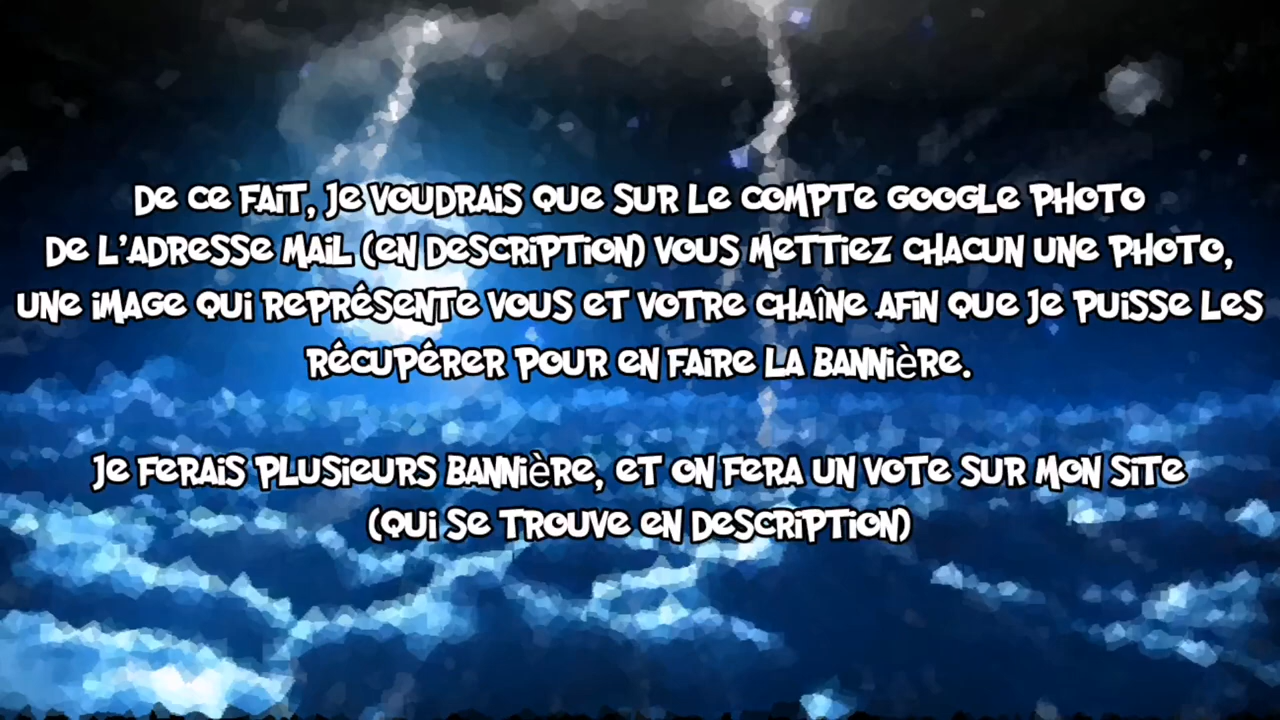 De ce fait, je voudrais que sur le compte Google Photo
de l'adresse mail (en description) vous mettiez chacun une photo,
une image qui représente vous et votre chaîne afin que je puisse les
récupérer pour en faire la bannière.
Je ferais plusieurs bannière, et on fera un vote sur mon site
(qui se trouve en description)